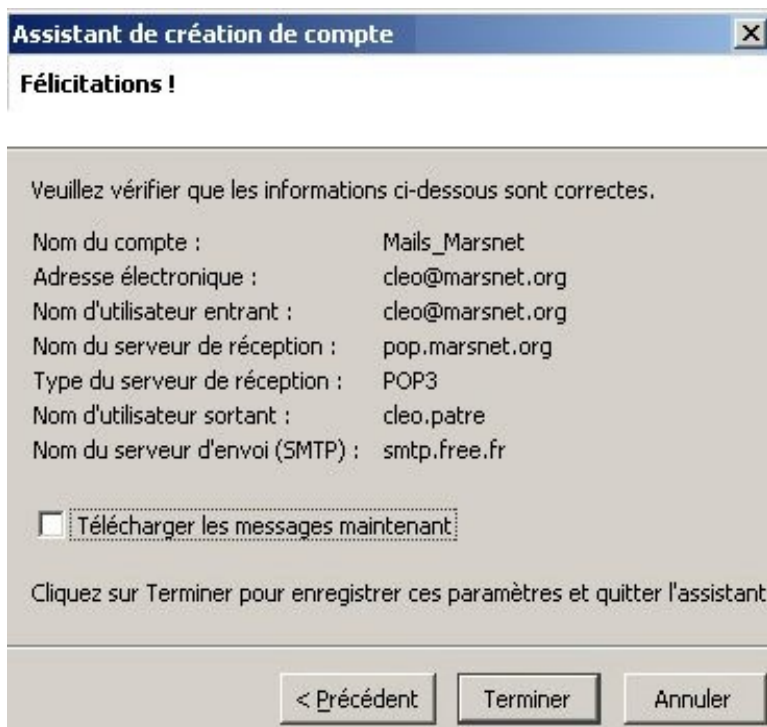 Assistant de création de compte
Félicitations !
Veuillez vérifier que les informations ci-dessous sont correctes.
Nom du compte : Mails_Marsnet
Adresse électronique : cleo@marsnet.org
Nom d'utilisateur entrant : cleo@marsnet.org
Nom du serveur de réception : pop.marsnet.org
Type du serveur de réception : POP3
Nom d'utilisateur sortant : cleo.patre
Nom du serveur d'envoi (SMTP) : smtp.free.fr
Télécharger les messages maintenant
Cliquez sur Terminer pour enregistrer ces paramètres et quitter l'assistant
< Précédent Terminer Annuler